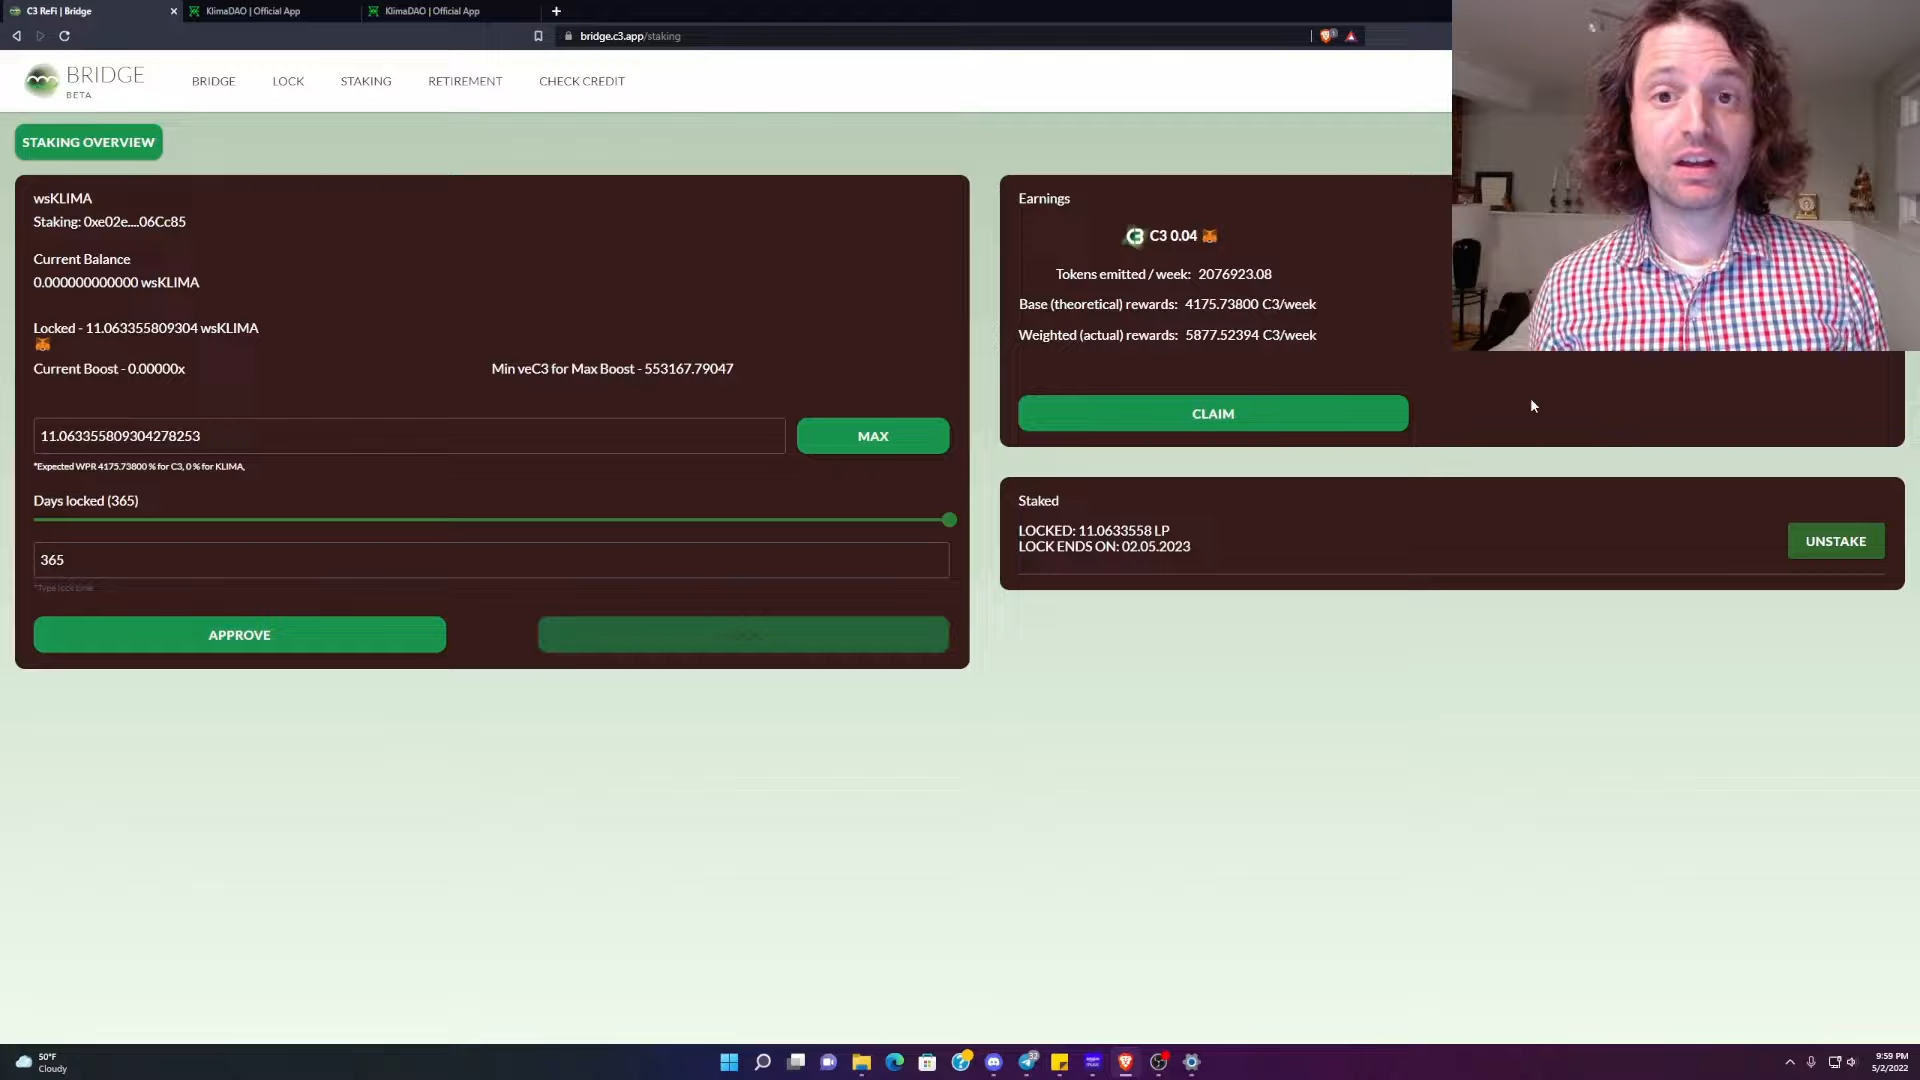 C3 ReFi | Bridge
KlimaDAO | Official App
KlimaDAO | Official App
bridge.c3.app/staking
BRIDGE
BETA
BRIDGE
LOCK
STAKING
RETIREMENT
CHECK CREDIT
STAKING OVERVIEW
wsKLIMA
Staking: 0xe02e....06Cc85
Current Balance
0.000000000000 wsKLIMA
Locked - 11.063355809304 wsKLIMA
Current Boost - 0.00000x
Min veC3 for Max Boost - 553167.79047
11.063355809304278253
MAX
*Expected WPR 4175.73800 % for C3, 0 % for KLIMA,
Days locked (365)
365
*Type lock time
APPROVE
Earnings
C3 0.04
Tokens emitted / week: 2076923.08
Base (theoretical) rewards: 4175.73800 C3/week
Weighted (actual) rewards: 5877.52394 C3/week
CLAIM
Staked
LOCKED: 11.0633558 LP
LOCK ENDS ON: 02.05.2023
UNSTAKE
50°F
Cloudy
32
9:59 PM
5/2/2022